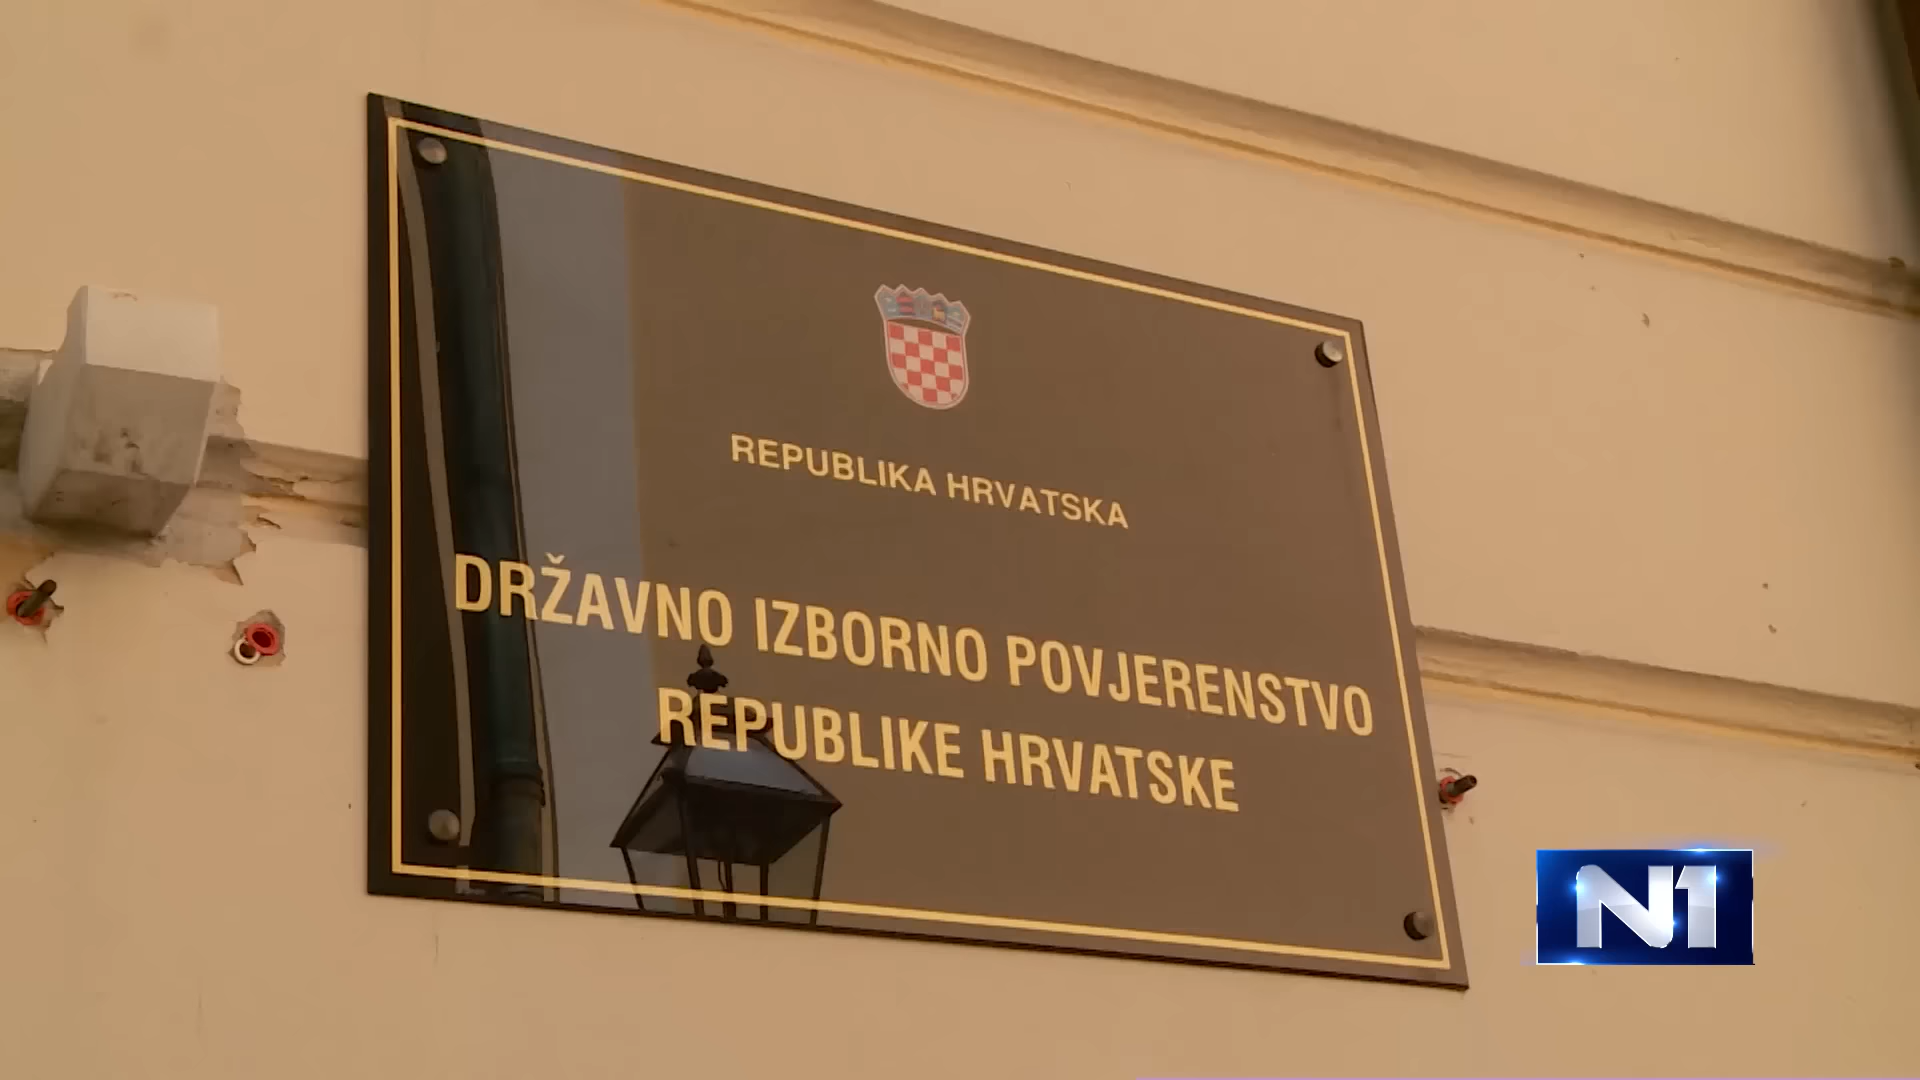 REPUBLIKA HRVATSKA
DRŽAVNO IZBORNO POVJERENSTVO
REPUBLIKE HRVATSKE
N1